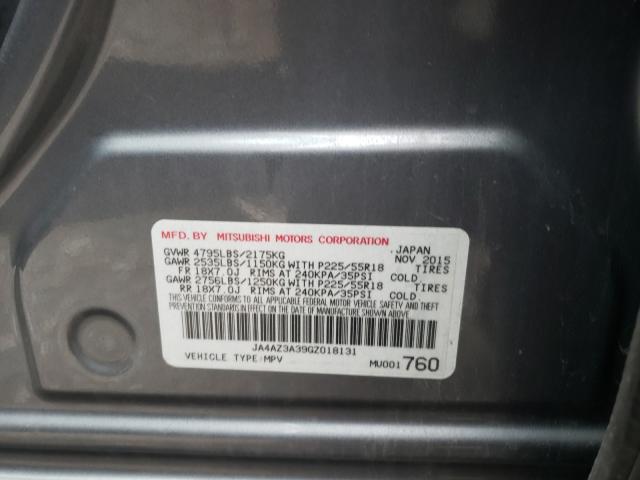 MFD. BY MITSUBISHI MOTORS CORPORATION JAPAN
GVWR 4795LBS/2175KG NOV 2015
GAWR 2535LBS/1150KG WITH P225/55R18 TIRES
FR 18X7.0J RIMS AT 240KPA/35PSI COLD
GAWR 2756LBS/1250KG WITH P225/55R18 TIRES
RR 18X7.0J RIMS AT 240KPA/35PSI COLD.
THIS VEHICLE CONFORMS TO ALL APPLICABLE FEDERAL MOTOR VEHICLE SAFETY AND THEFT
PREVENTION STANDARDS IN EFFECT ON THE DATE OF MANUFACTURE SHOWN ABOVE.
JA4AZ3A39GZ018131
VEHICLE TYPE:MPV MU001760